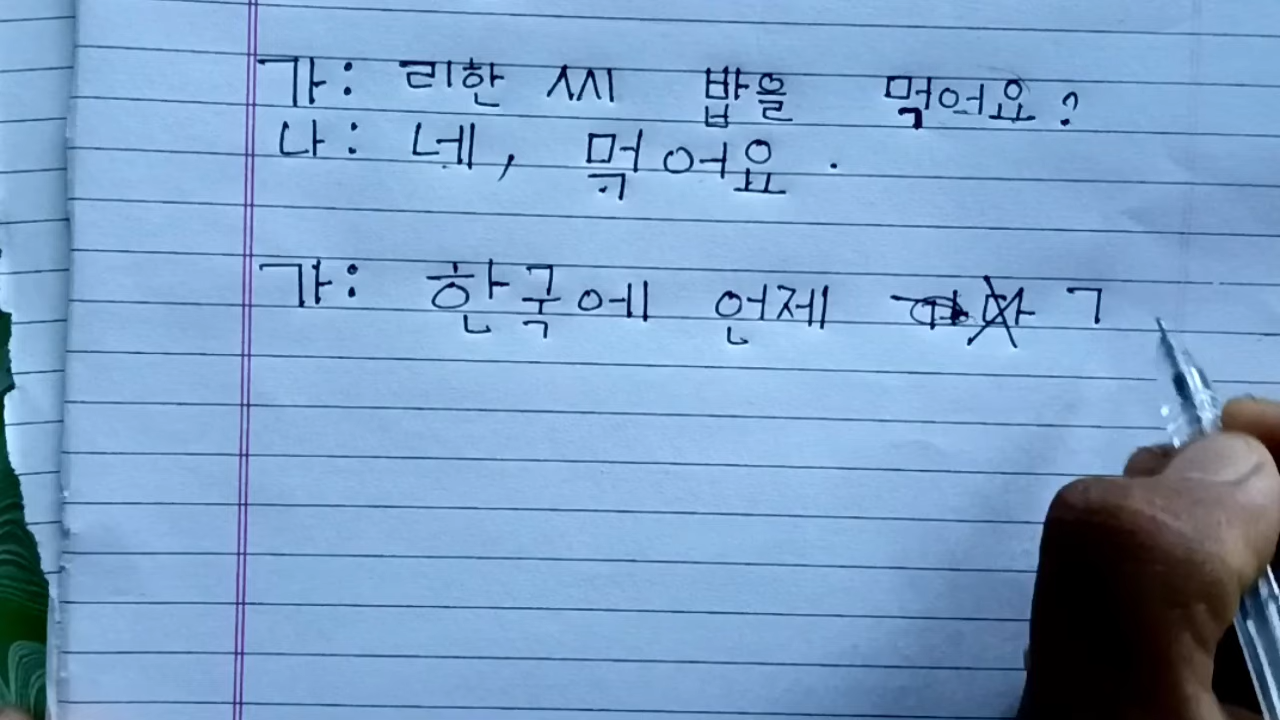 가: 리한 씨 밥을 먹어요?
나: 네, 먹어요.
가: 한국에 언제 ㄱ